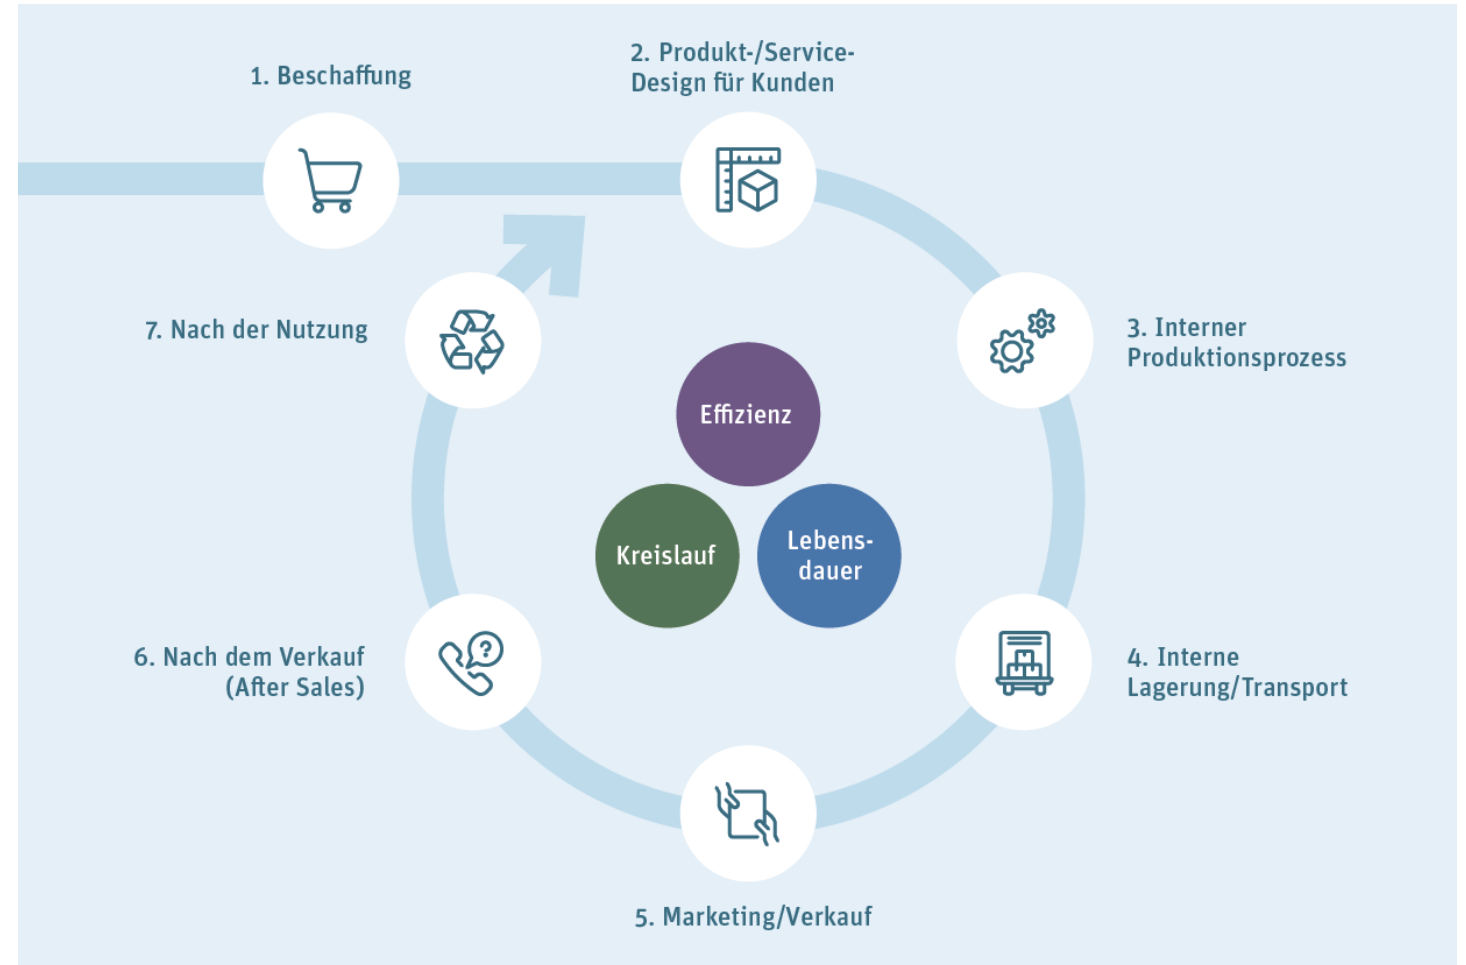 1. Beschaffung
2. Produkt-/Service-
Design für Kunden
3. Interner
Produktionsprozess
4. Interne
Lagerung/Transport
5. Marketing/Verkauf
6. Nach dem Verkauf
(After Sales)
7. Nach der Nutzung
Effizienz
Kreislauf
Lebens-
dauer
?